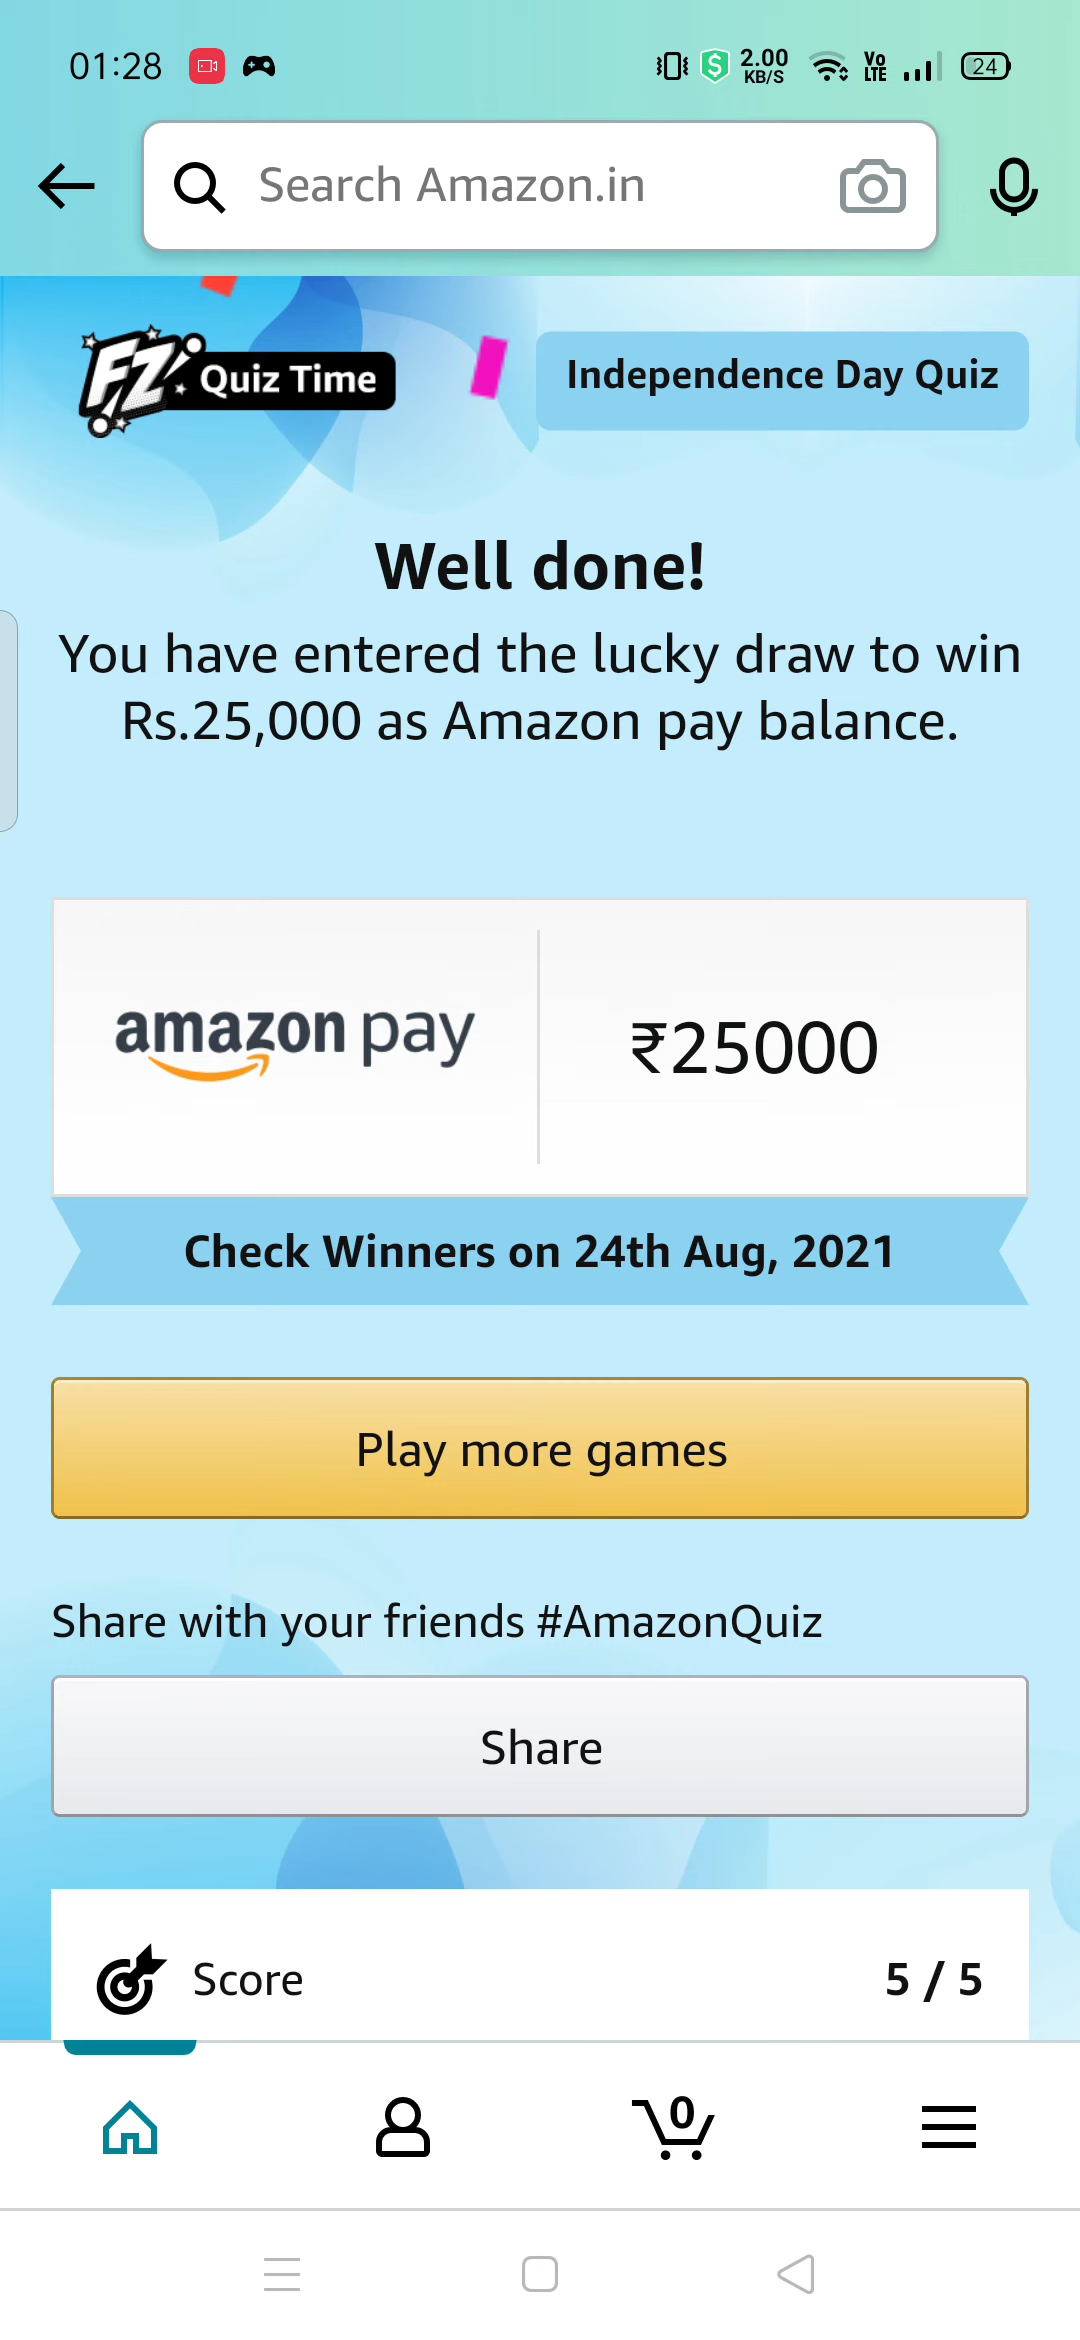 01:28
2.00
KB/S
Vo
LTE
24
Search Amazon.in
FZ Quiz Time
Independence Day Quiz
Well done!
You have entered the lucky draw to win
Rs.25,000 as Amazon pay balance.
amazon pay
₹25000
Check Winners on 24th Aug, 2021
Play more games
Share with your friends #AmazonQuiz
Share
Score
5 / 5
0